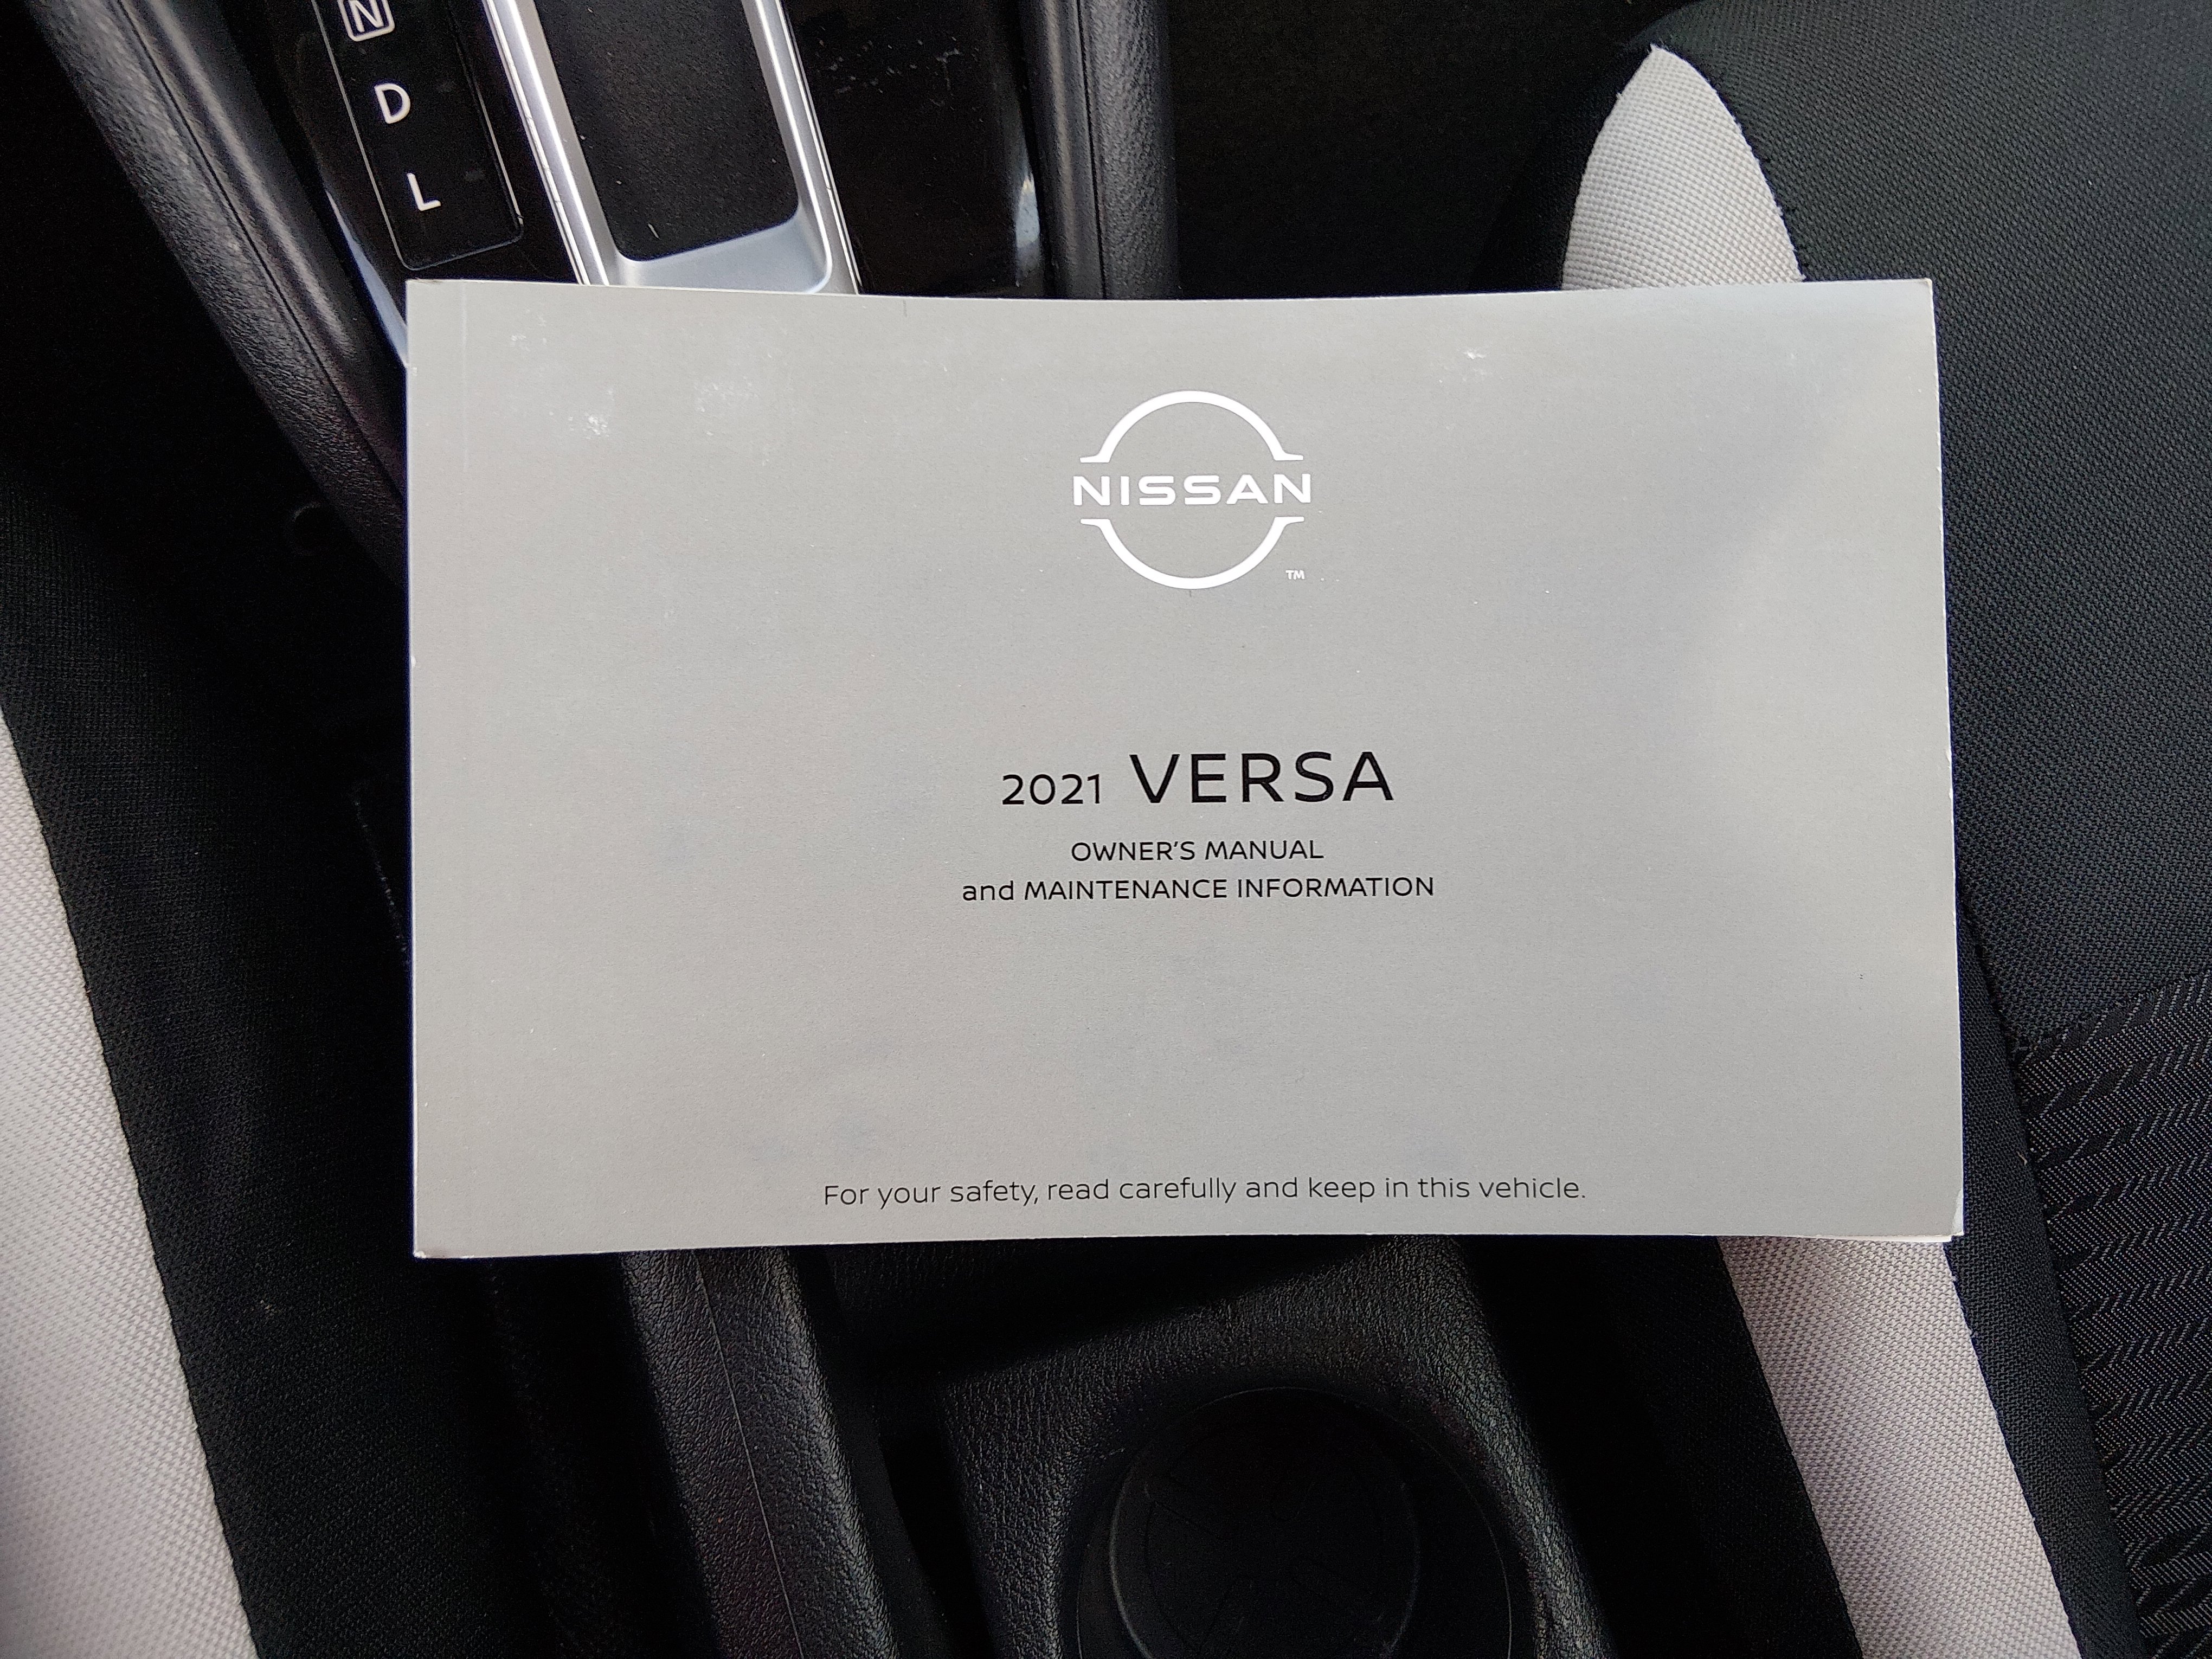 N
D
L
NISSAN
™
2021 VERSA
OWNER'S MANUAL
and MAINTENANCE INFORMATION
For your safety, read carefully and keep in this vehicle.